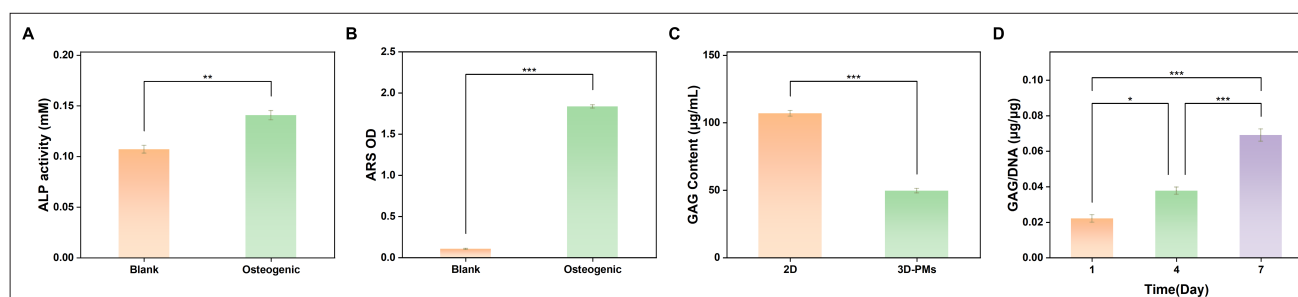 A
ALP activity (mM)
0.20
0.15
0.10
0.05
0.00
**
Blank
Osteogenic
B
ARS OD
2.5
2.0
1.5
1.0
0.5
0.0
***
Blank
Osteogenic
C
GAG Content (μg/mL)
150
100
50
0
***
2D
3D-PMs
D
GAG/DNA (μg/μg)
0.10
0.08
0.06
0.04
0.02
0.00
***
*
***
1
4
7
Time(Day)